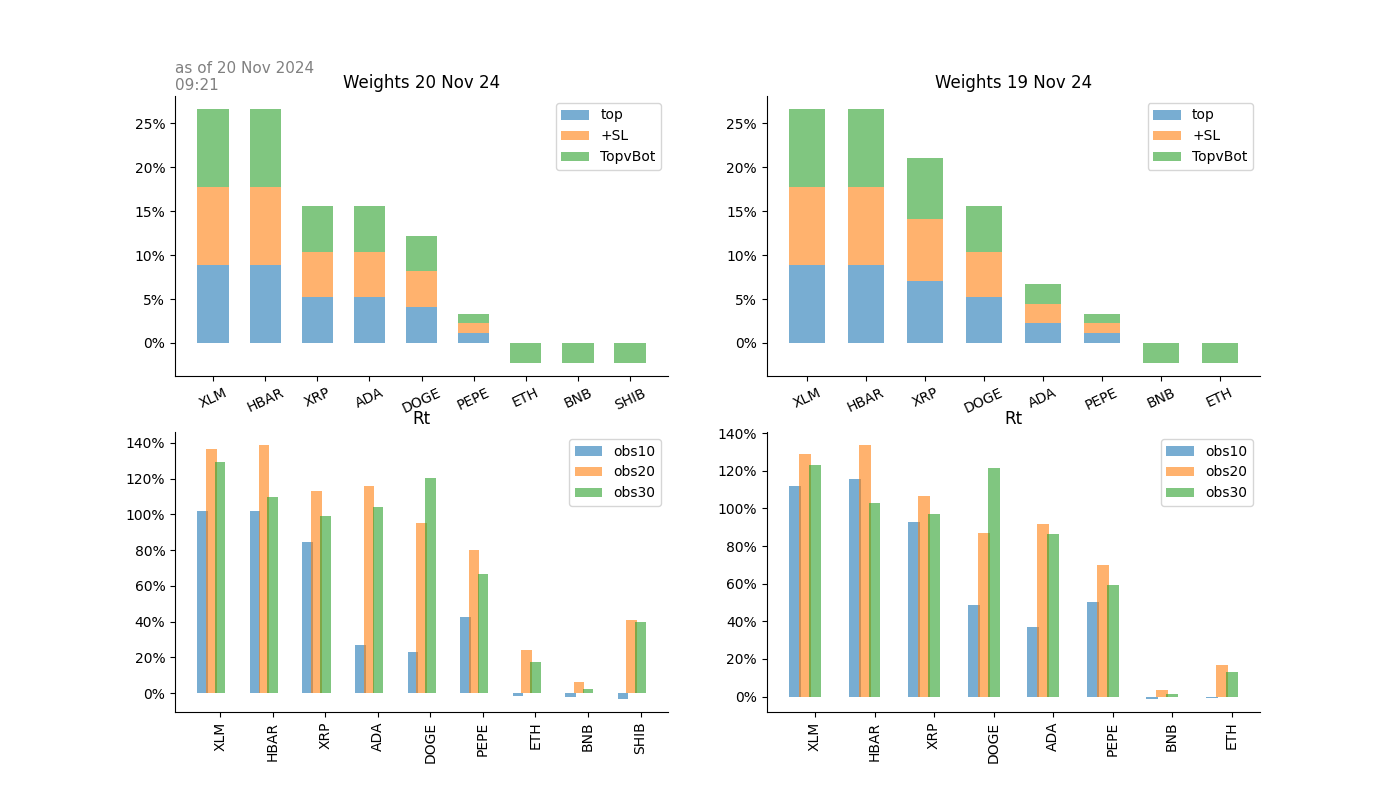 as of 20 Nov 2024
09:21
Weights 20 Nov 24
25%
20%
15%
10%
5%
0%
top
+SL
TopvBot
XLM HBAR XRP ADA DOGE PEPE ETH BNB SHIB
Weights 19 Nov 24
25%
20%
15%
10%
5%
0%
top
+SL
TopvBot
XLM HBAR XRP DOGE ADA PEPE BNB ETH
Rt
140%
120%
100%
80%
60%
40%
20%
0%
obs10
obs20
obs30
XLM HBAR XRP ADA DOGE PEPE ETH BNB SHIB
Rt
140%
120%
100%
80%
60%
40%
20%
0%
obs10
obs20
obs30
XLM HBAR XRP DOGE ADA PEPE BNB ETH